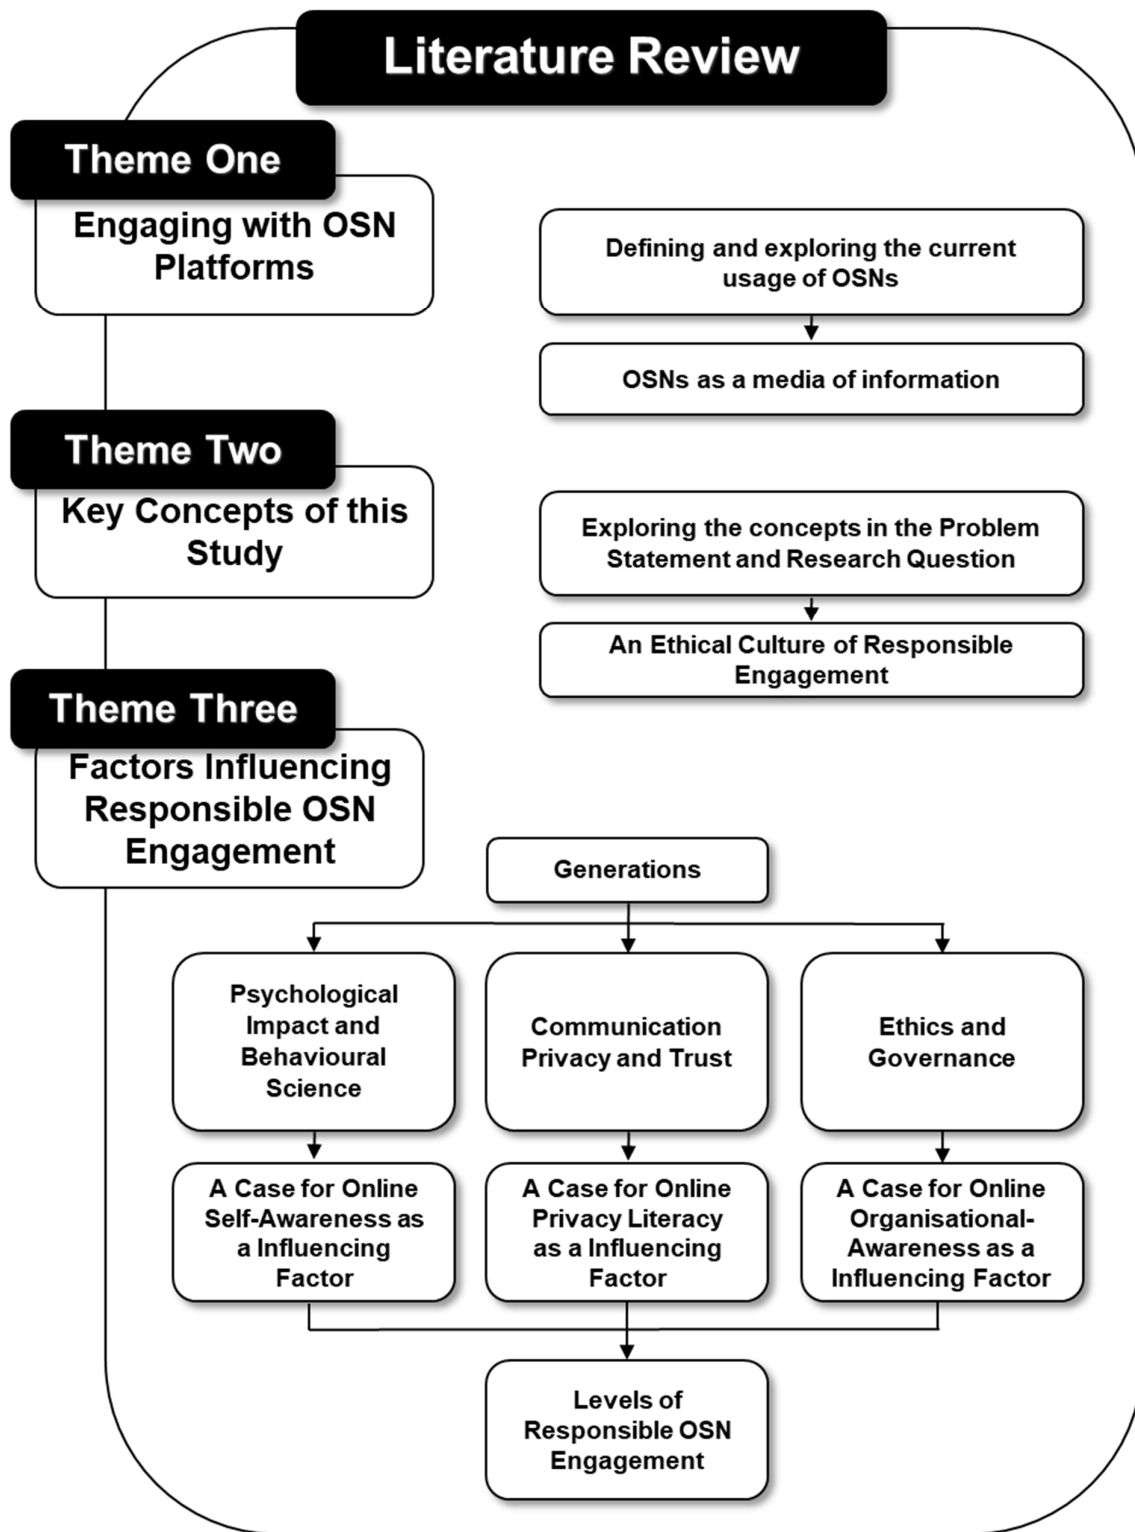 Literature Review
Theme One
Engaging with OSN
Platforms
Defining and exploring the current
usage of OSNs
OSNs as a media of information
Theme Two
Key Concepts of this
Study
Exploring the concepts in the Problem
Statement and Research Question
An Ethical Culture of Responsible
Engagement
Theme Three
Factors Influencing
Responsible OSN
Engagement
Generations
Psychological
Impact and
Behavioural
Science
Communication
Privacy and Trust
Ethics and
Governance
A Case for Online
Self-Awareness as
a Influencing
Factor
A Case for Online
Privacy Literacy
as a Influencing
Factor
A Case for Online
Organisational-
Awareness as a
Influencing Factor
Levels of
Responsible OSN
Engagement